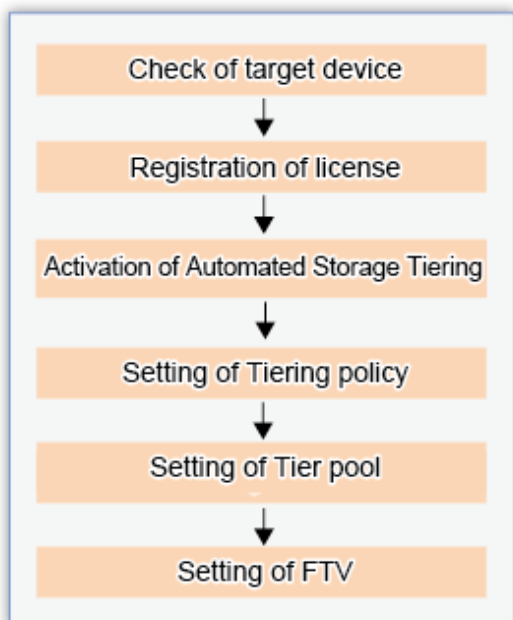 Check of target device
Registration of license
Activation of Automated Storage Tiering
Setting of Tiering policy
Setting of Tier pool
Setting of FTV